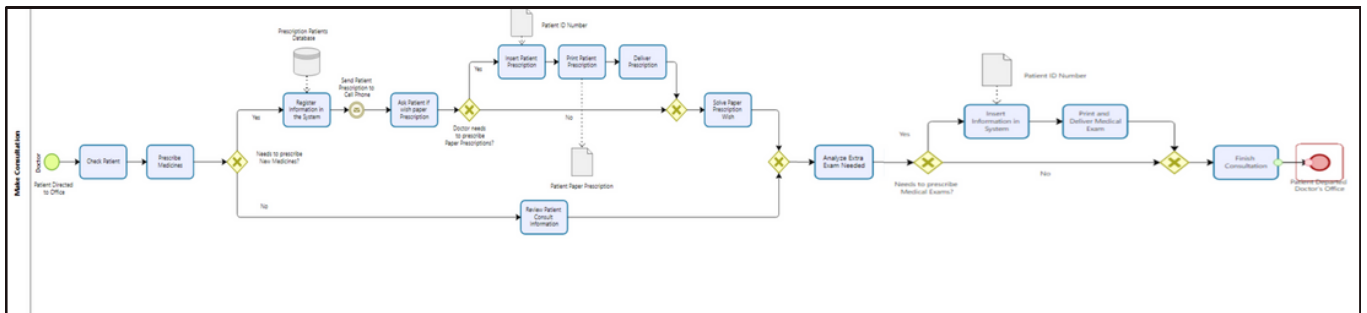 Make Consultation
Doctor
Patient Directed
to Office
Check Patient
Prescribe
Medicines
Needs to prescribe
New Medicines?
Yes
No
Prescription Patients
Database
Register
Information in
the System
Send Patient
Prescription to
Cell Phone
Ask Patient if
wish paper
Prescription
Doctor needs
to prescribe
Paper Prescriptions?
Yes
No
Patient ID Number
Insert Patient
Prescription
Print Patient
Prescription
Deliver
Prescription
Patient Paper Prescription
Solve Paper
Prescription
Wish
Review Patient
Consult
Information
Analyze Extra
Exam Needed
Needs to prescribe
Medical Exams?
Yes
No
Patient ID Number
Insert
Information in
System
Print and
Deliver Medical
Exam
Finish
Consultation
Patient Departed
Doctor's Office